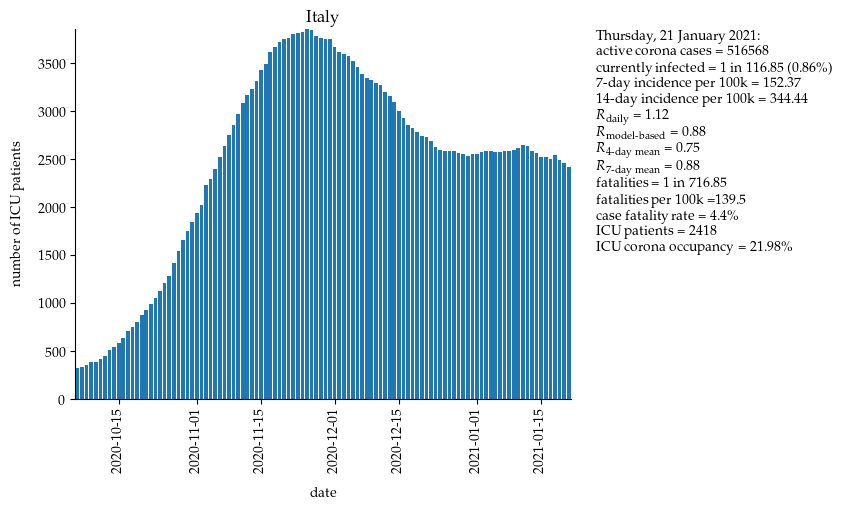 Italy
Thursday, 21 January 2021:
active corona cases = 516568
currently infected = 1 in 116.85 (0.86%)
7-day incidence per 100k = 152.37
14-day incidence per 100k = 344.44
R daily = 1.12
R model-based = 0.88
R 4-day mean = 0.75
R 7-day mean = 0.88
fatalities = 1 in 716.85
fatalities per 100k =139.5
case fatality rate = 4.4%
ICU patients = 2418
ICU corona occupancy = 21.98%
number of ICU patients
3500
3000
2500
2000
1500
1000
500
0
2020-10-15
2020-11-01
2020-11-15
2020-12-01
2020-12-15
2021-01-01
2021-01-15
date